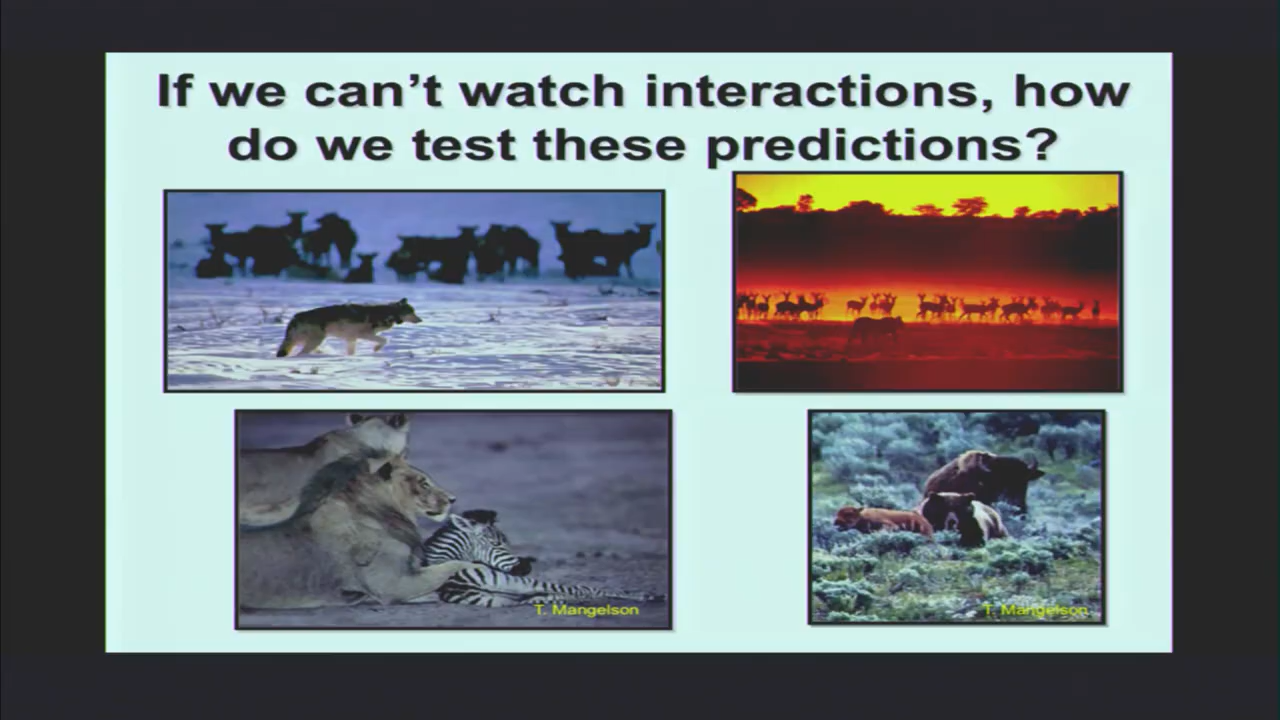 If we can't watch interactions, how
do we test these predictions?
T. Mangelson
T. Mangelson